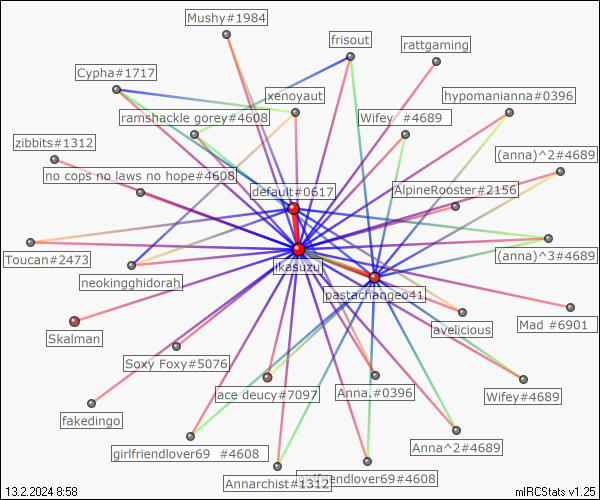 Mushy#1984
frisout
rattgaming
Cypha#1717
xenoyaut
hypomanianna#0396
ramshackle gorey#4608
Wifey  #4689
zibbits#1312
(anna)^2#4689
no cops no laws no hope#4608
default#0617
AlpineRooster#2156
Toucan#2473
ikasuzu
(anna)^3#4689
neokingghidorah
pastachange041
avelicious
Mad #6901
Skalman
Soxy Foxy#5076
ace deucy#7097
Anna.#0396
Wifey#4689
fakedingo
girlfriendlover69  #4608
Anna^2#4689
Annarchist#1312
girlfriendlover69#4608
13.2.2024 8:58
mIRCStats v1.25